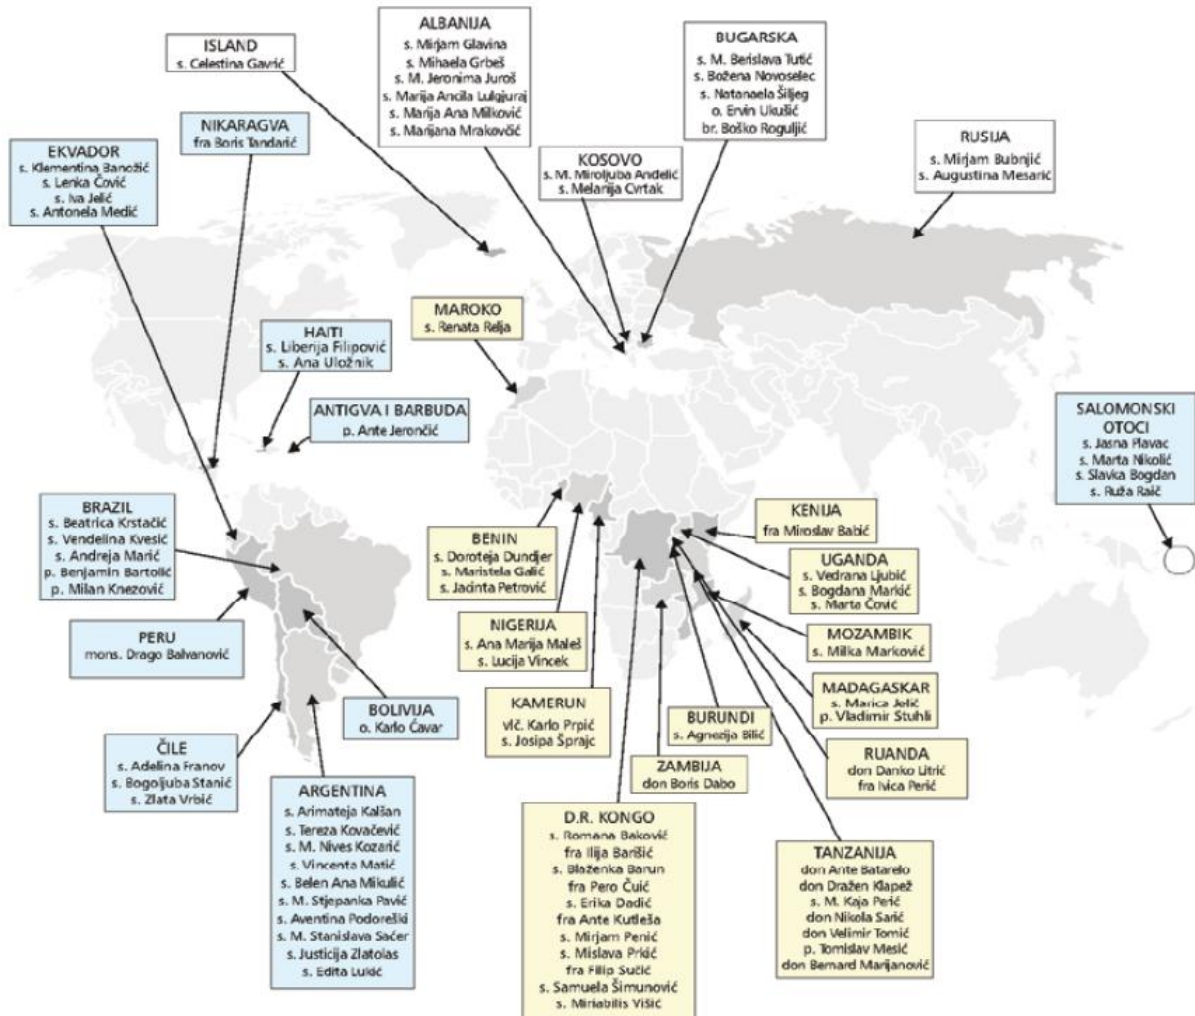 ISLAND
s. Celestina Gavrić
ALBANIJA
s. Mirjam Glavina
s. Mihaela Grbeš
s. M. Jeronima Juroš
s. Marija Ancila Lulgjuraj
s. Marija Ana Milković
s. Marijana Mrakovčić
BUGARSKA
s. M. Berislava Tutić
s. Božena Novoselec
s. Natanaela Šiljeg
o. Ervin Ukušić
br. Boško Roguljić
NIKARAGVA
fra Boris Tandarić
EKVADOR
s. Klementina Banožić
s. Lenka Čović
s. Iva Jelić
s. Antonela Medić
KOSOVO
s. M. Miroljuba Anđelić
s. Melanija Cvrtak
RUSIJA
s. Mirjam Bubnjić
s. Augustina Mesarić
MAROKO
s. Renata Relja
HAITI
s. Liberija Filipović
s. Ana Uložnik
ANTIGVA I BARBUDA
p. Ante Jerončić
SALOMONSKI
OTOCI
s. Jasna Plavac
s. Marta Nikolić
s. Slavka Bogdan
s. Ruža Raič
BRAZIL
s. Beatrica Krstačić
s. Vendelina Kvesić
s. Andreja Marić
p. Benjamin Bartolić
p. Milan Knezović
PERU
mons. Drago Balvanović
BOLIVIJA
o. Karlo Ćavar
ČILE
s. Adelina Franov
s. Bogoljuba Stanić
s. Zlata Vrbić
ARGENTINA
s. Arimateja Kalšan
s. Tereza Kovačević
s. M. Nives Kozarić
s. Vincenta Matić
s. Belen Ana Mikulić
s. M. Stjepanka Pavić
s. Aventina Podoreški
s. M. Stanislava Saćer
s. Justicija Zlatolas
s. Edita Lukić
BENIN
s. Doroteja Dundjer
s. Maristela Galić
s. Jacinta Petrović
NIGERIJA
s. Ana Marija Maleš
s. Lucija Vincek
KAMERUN
vlč. Karlo Prpić
s. Josipa Šprajc
KENIJA
fra Miroslav Babić
UGANDA
s. Vedrana Ljubić
s. Bogdana Markić
s. Marta Čović
MOZAMBIK
s. Milka Marković
MADAGASKAR
s. Marica Jelić
p. Vladimir Stuhli
BURUNDI
s. Agnezija Bilić
RUANDA
don Danko Litrić
fra Ivica Perić
ZAMBIJA
don Boris Dabo
D.R. KONGO
s. Romana Baković
fra Ilija Barišić
s. Blaženka Barun
fra Pero Čuić
s. Erika Dadić
fra Ante Kutleša
s. Mirjam Penić
s. Mislava Prkić
fra Filip Sučić
s. Samuela Šimunović
s. Miriabilis Višić
TANZANIJA
don Ante Batarelo
don Dražen Klapež
s. M. Kaja Perić
don Nikola Sarić
don Velimir Tomić
p. Tomislav Mesić
don Bernard Marijanović